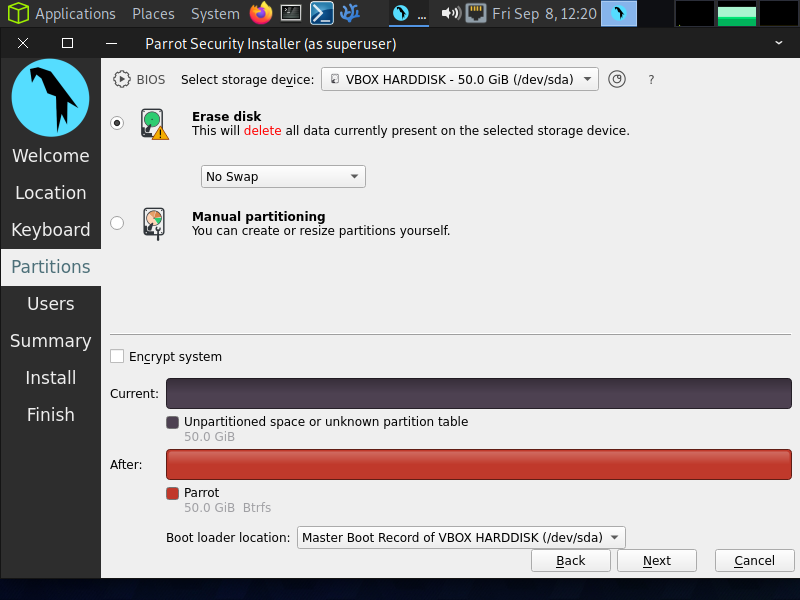 Applications Places System ... Fri Sep 8, 12:20
Parrot Security Installer (as superuser)
BIOS Select storage device: VBOX HARDDISK - 50.0 GiB (/dev/sda) ?
Erase disk
This will delete all data currently present on the selected storage device.
No Swap
Manual partitioning
You can create or resize partitions yourself.
Welcome
Location
Keyboard
Partitions
Users
Summary
Install
Finish
Encrypt system
Current:
Unpartitioned space or unknown partition table
50.0 GiB
After:
Parrot
50.0 GiB Btrfs
Boot loader location: Master Boot Record of VBOX HARDDISK (/dev/sda)
Back Next Cancel